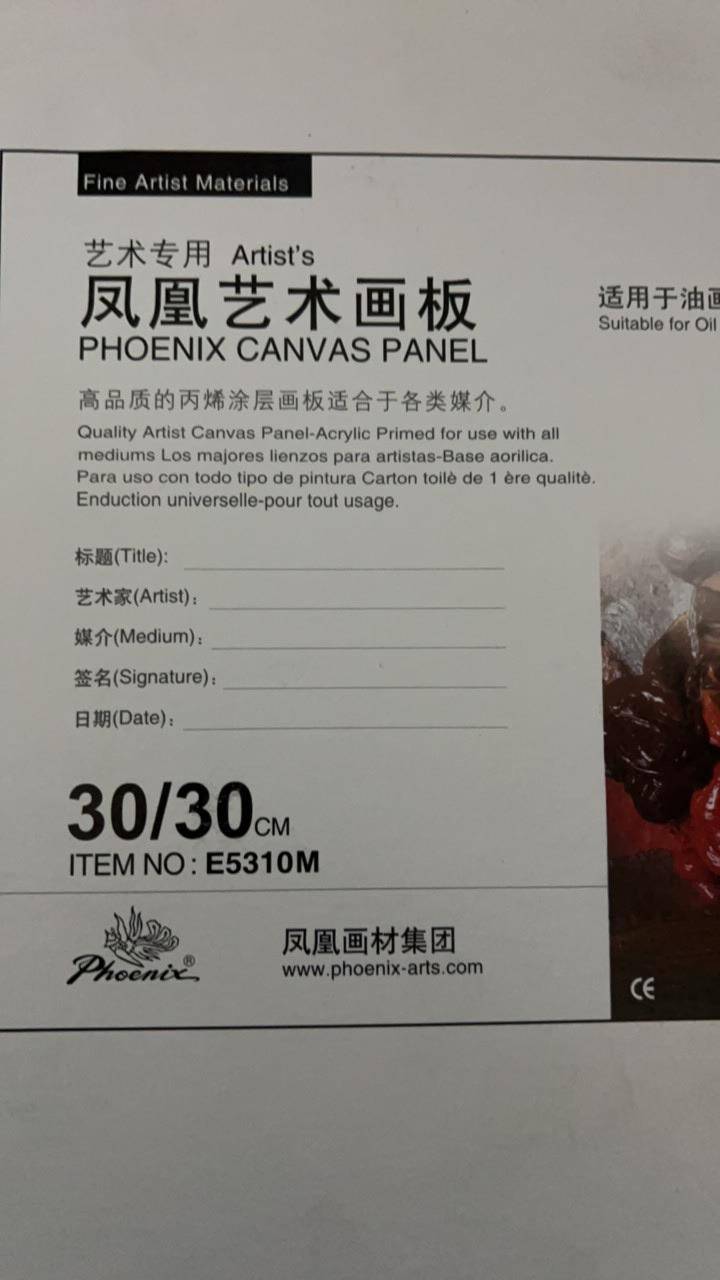 Fine Artist Materials
艺术专用 Artist's
凤凰艺术画板
PHOENIX CANVAS PANEL
适用于油画
Suitable for Oil
高品质的丙烯涂层画板适合于各类媒介。
Quality Artist Canvas Panel-Acrylic Primed for use with all
mediums Los majores lienzos para artistas-Base aorilica.
Para uso con todo tipo de pintura Carton toilè de 1 ère qualitè.
Enduction universelle-pour tout usage.
标题(Title):
艺术家(Artist):
媒介(Medium):
签名(Signature):
日期(Date):
30/30CM
ITEM NO: E5310M
Phoenix®
凤凰画材集团
www.phoenix-arts.com
CE